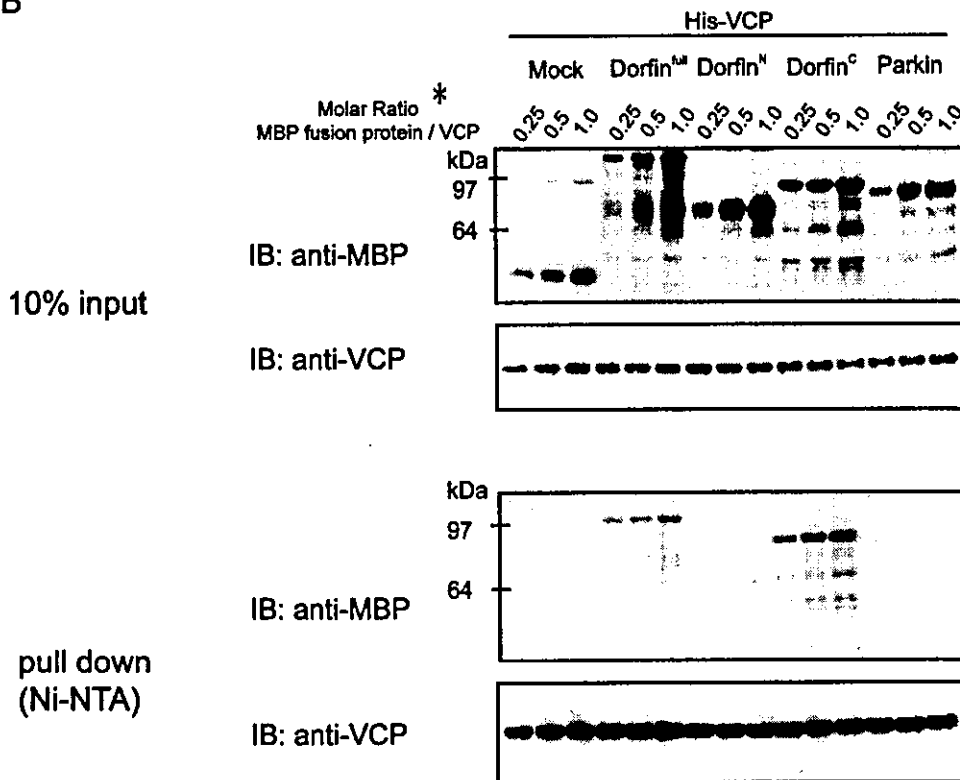 B
His-VCP
Mock Dorfin^full Dorfin^N Dorfin^C Parkin
Molar Ratio *
MBP fusion protein / VCP
0.25 0.5 1.0 0.25 0.5 1.0 0.25 0.5 1.0 0.25 0.5 1.0 0.25 0.5 1.0
kDa
97
64
IB: anti-MBP
10% input
IB: anti-VCP
kDa
97
64
IB: anti-MBP
pull down
(Ni-NTA)
IB: anti-VCP